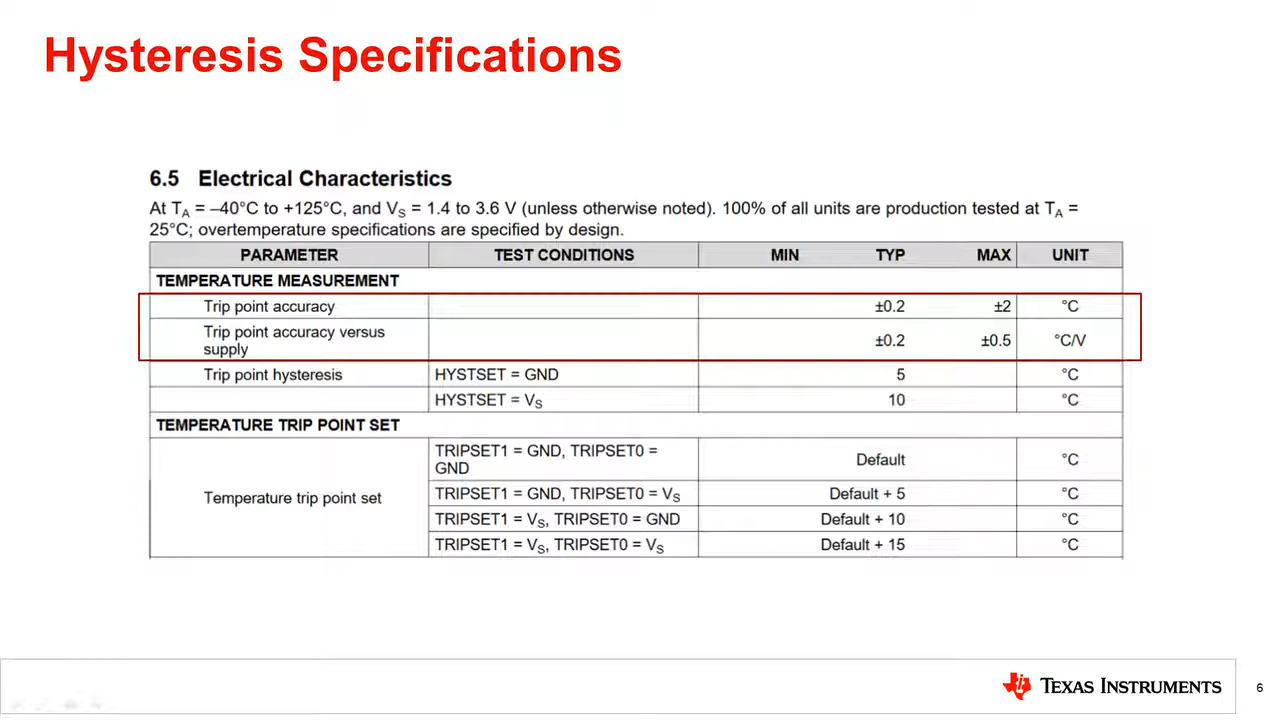 Hysteresis Specifications
6.5 Electrical Characteristics
At TA = –40°C to +125°C, and VS = 1.4 to 3.6 V (unless otherwise noted). 100% of all units are production tested at TA =
25°C; overtemperature specifications are specified by design.
PARAMETER TEST CONDITIONS MIN TYP MAX UNIT
TEMPERATURE MEASUREMENT
Trip point accuracy ±0.2 ±2 °C
Trip point accuracy versus
supply ±0.2 ±0.5 °C/V
Trip point hysteresis HYSTSET = GND 5 °C
HYSTSET = VS 10 °C
TEMPERATURE TRIP POINT SET
Temperature trip point set
TRIPSET1 = GND, TRIPSET0 =
GND Default °C
TRIPSET1 = GND, TRIPSET0 = VS Default + 5 °C
TRIPSET1 = VS, TRIPSET0 = GND Default + 10 °C
TRIPSET1 = VS, TRIPSET0 = VS Default + 15 °C
TEXAS INSTRUMENTS
6